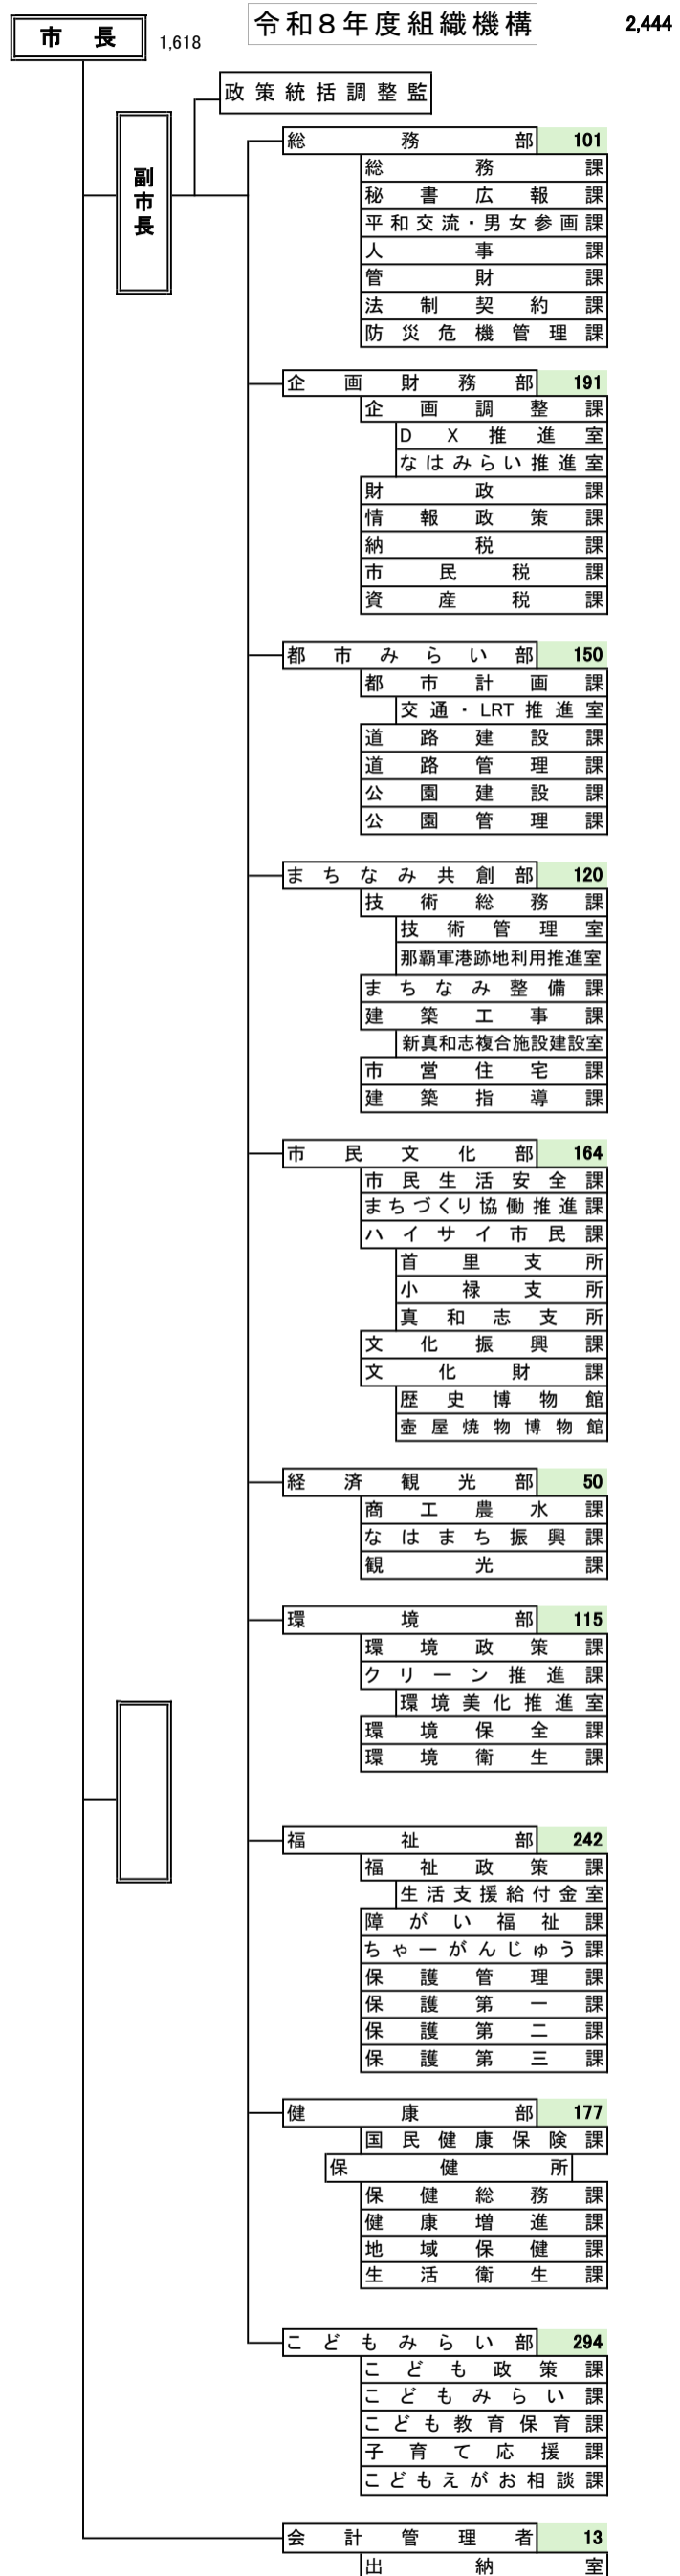 令和８年度組織機構
2,444
市長
1,618
政策統括調整監
副市長
総務部 101
総務課
秘書広報課
平和交流・男女参画課
人事課
管財課
法制契約課
防災危機管理課
企画財務部 191
企画調整課
DX推進室
なはみらい推進室
財政課
情報政策課
納税課
市民税課
資産税課
都市みらい部 150
都市計画課
交通・LRT推進室
道路建設課
道路管理課
公園建設課
公園管理課
まちなみ共創部 120
技術総務課
技術管理室
那覇軍港跡地利用推進室
まちなみ整備課
建築工事課
新真和志複合施設建設室
市営住宅課
建築指導課
市民文化部 164
市民生活安全課
まちづくり協働推進課
ハイサイ市民課
首里支所
小禄支所
真和志支所
文化振興課
文化財課
歴史博物館
壺屋焼物博物館
経済観光部 50
商工農水課
なはまち振興課
観光課
環境部 115
環境政策課
クリーン推進課
環境美化推進室
環境保全課
環境衛生課
福祉部 242
福祉政策課
生活支援給付金室
障がい福祉課
ちゃーがんじゅう課
保護管理課
保護第一課
保護第二課
保護第三課
健康部 177
国民健康保険課
保健所
保健総務課
健康増進課
地域保健課
生活衛生課
こどもみらい部 294
こども政策課
こどもみらい課
こども教育保育課
子育て応援課
こどもえがお相談課
会計管理者 13
出納室